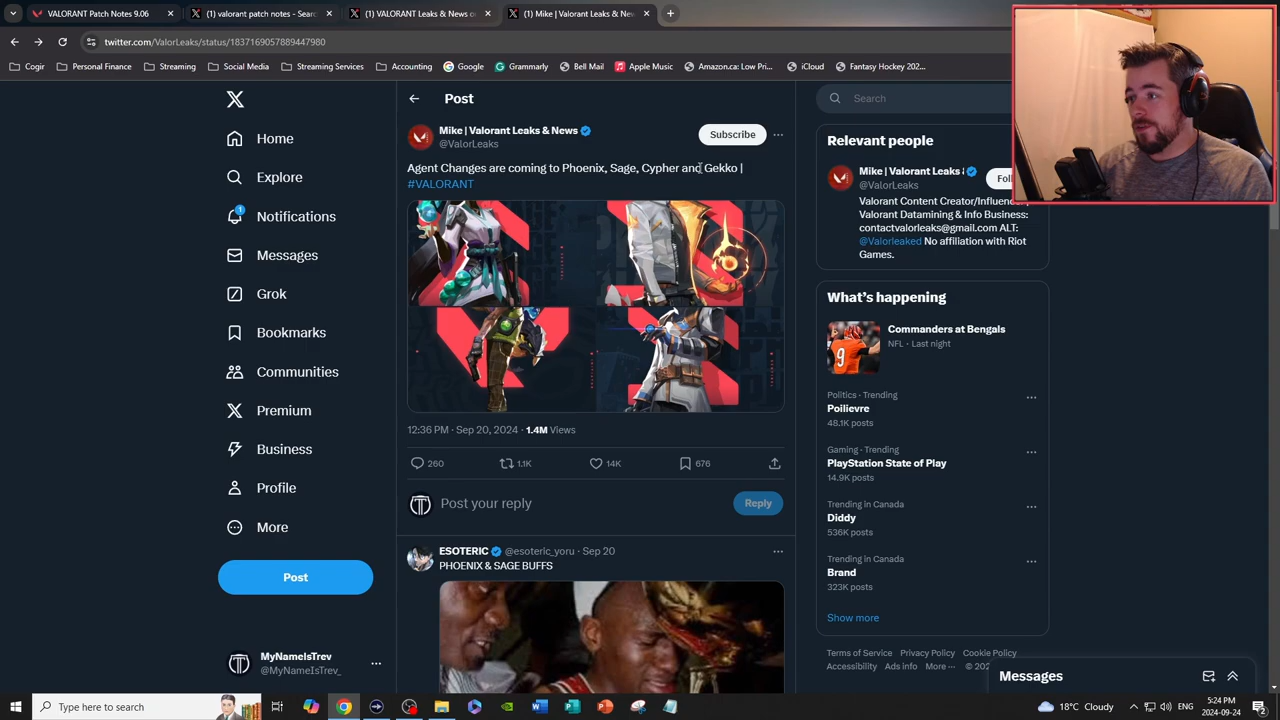 VALORANT Patch Notes 9.06
(1) valorant patch notes - Sear
(1) VALORANT Leaks & News o
(1) Mike | Valorant Leaks & Nev
twitter.com/ValorLeaks/status/1837169057889447980
Cogir
Personal Finance
Streaming
Social Media
Streaming Services
Accounting
Google
Grammarly
Bell Mail
Apple Music
Amazon.ca: Low Pri...
iCloud
Fantasy Hockey 202...
Home
Explore
1
Notifications
Messages
Grok
Bookmarks
Communities
Premium
Business
Profile
More
Post
MyNameIsTrev
@MyNameIsTrev_
Post
Mike | Valorant Leaks & News
@ValorLeaks
Subscribe
Agent Changes are coming to Phoenix, Sage, Cypher and Gekko |
#VALORANT
12:36 PM · Sep 20, 2024 · 1.4M Views
260
1.1K
14K
676
Post your reply
Reply
ESOTERIC @esoteric_yoru · Sep 20
PHOENIX & SAGE BUFFS
Search
Relevant people
Mike | Valorant Leaks
@ValorLeaks
Valorant Content Creator/Influencer
Valorant Datamining & Info Business:
contactvalorleaks@gmail.com ALT:
@Valorleaked No affiliation with Riot
Games.
What's happening
Commanders at Bengals
NFL · Last night
Politics · Trending
Poilievre
48.1K posts
Gaming · Trending
PlayStation State of Play
14.9K posts
Trending in Canada
Diddy
536K posts
Trending in Canada
Brand
323K posts
Show more
Terms of Service Privacy Policy Cookie Policy
Accessibility Ads info More ··· © 202
Messages
Type here to search
18°C Cloudy
ENG
5:24 PM
2024-09-24
2